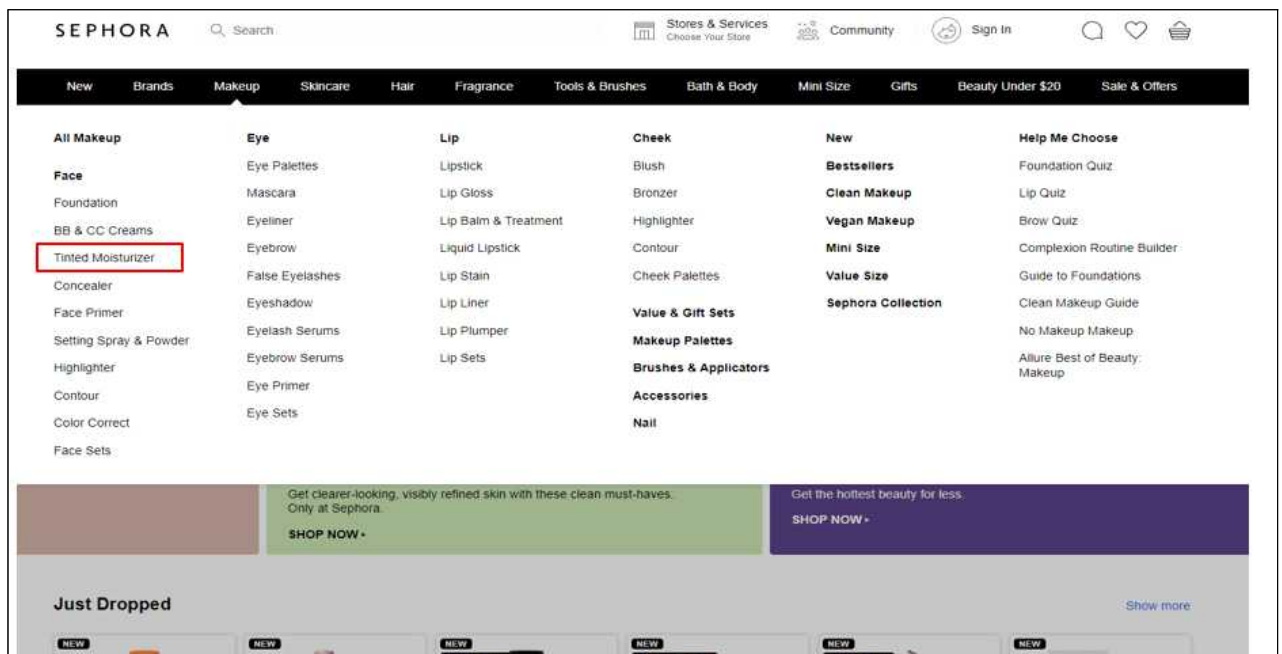 SEPHORA
Search
Stores & Services
Choose Your Store
Community
Sign In
New Brands Makeup Skincare Hair Fragrance Tools & Brushes Bath & Body Mini Size Gifts Beauty Under $20 Sale & Offers
All Makeup
Face
Foundation
BB & CC Creams
Tinted Moisturizer
Concealer
Face Primer
Setting Spray & Powder
Highlighter
Contour
Color Correct
Face Sets
Eye
Eye Palettes
Mascara
Eyeliner
Eyebrow
False Eyelashes
Eyeshadow
Eyelash Serums
Eyebrow Serums
Eye Primer
Eye Sets
Lip
Lipstick
Lip Gloss
Lip Balm & Treatment
Liquid Lipstick
Lip Stain
Lip Liner
Lip Plumper
Lip Sets
Cheek
Blush
Bronzer
Highlighter
Contour
Cheek Palettes
Value & Gift Sets
Makeup Palettes
Brushes & Applicators
Accessories
Nail
New
Bestsellers
Clean Makeup
Vegan Makeup
Mini Size
Value Size
Sephora Collection
Help Me Choose
Foundation Quiz
Lip Quiz
Brow Quiz
Complexion Routine Builder
Guide to Foundations
Clean Makeup Guide
No Makeup Makeup
Allure Best of Beauty:
Makeup
Get clearer-looking, visibly refined skin with these clean must-haves.
Only at Sephora.
SHOP NOW
Get the hottest beauty for less.
SHOP NOW
Just Dropped
Show more
NEW NEW NEW NEW NEW NEW